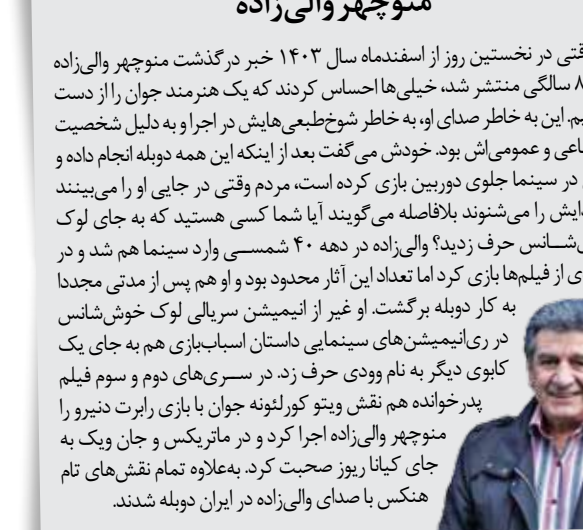 منوچهر والی‌زاده
در نخستین روز از اسفندماه سال ۱۴۰۳ خبر درگذشت منوچهر والی‌زاده
سالگی منتشر شد، خیلی‌ها احساس کردند که یک هنرمند جوان را از دست
این به خاطر صدای او، به خاطر شوخ‌طبعی‌هایش در اجرا و به دلیل شخصیت
و عمومی‌اش بود. خودش می‌گفت بعد از اینکه این همه دوبله انجام داده و
در سینما جلوی دوربین بازی کرده است، مردم وقتی در جایی او را می‌بینند
را می‌شنوند بلافاصله می‌گویند آیا شما کسی هستید که به جای لوک
حرف زدید؟ والی‌زاده در دهه ۴۰ شمسی وارد سینما هم شد و در
از فیلم‌ها بازی کرد اما تعداد این آثار محدود بود و او هم پس از مدتی مجددا
به کار دوبله برگشت. او غیر از انیمیشن سریالی لوک خوش‌شانس
در ری‌انیمیشن‌های سینمایی داستان اسباب‌بازی هم به جای یک
کابوی دیگر به نام وودی حرف زد. در سری‌های دوم و سوم فیلم
پدرخوانده هم نقش ویتو کورلئونه جوان با بازی رابرت دنیرو را
منوچهر والی‌زاده اجرا کرد و در ماتریکس و جان ویک به
جای کیانا ریوز صحبت کرد. به‌علاوه تمام نقش‌های تام
هنکس با صدای والی‌زاده در ایران دوبله شدند.